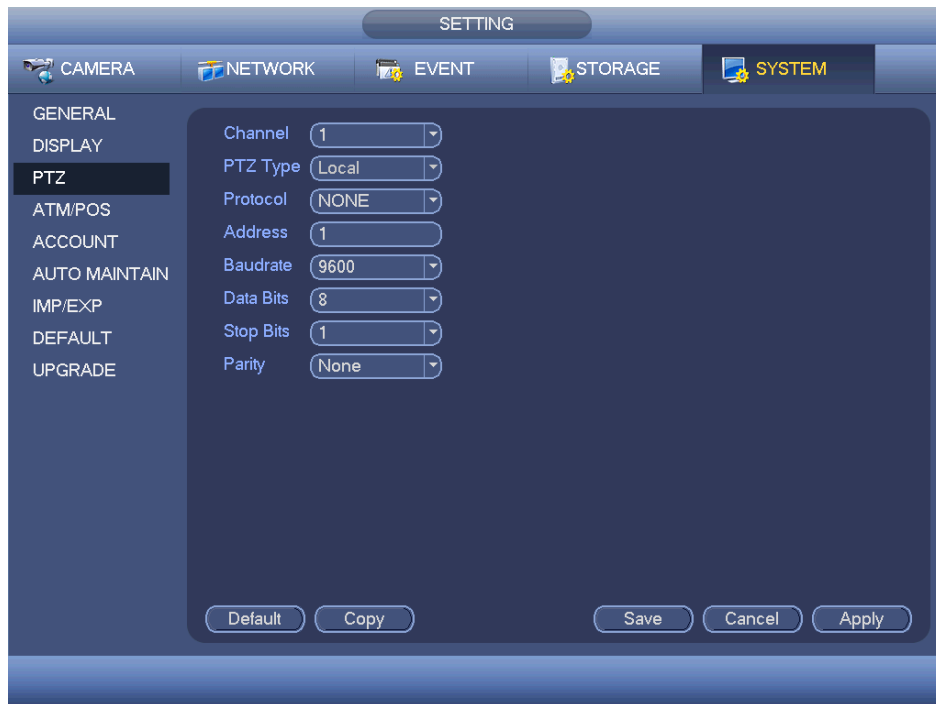 SETTING
CAMERA NETWORK EVENT STORAGE SYSTEM
GENERAL
DISPLAY
PTZ
ATM/POS
ACCOUNT
AUTO MAINTAIN
IMP/EXP
DEFAULT
UPGRADE
Channel 1
PTZ Type Local
Protocol NONE
Address 1
Baudrate 9600
Data Bits 8
Stop Bits 1
Parity None
Default Copy Save Cancel Apply